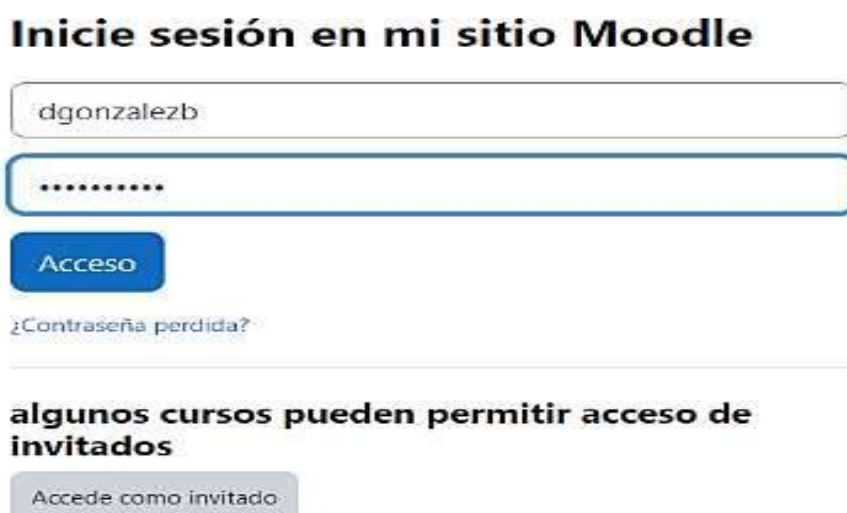 Inicie sesión en mi sitio Moodle
dgonzalezb
••••••••••
Acceso
¿Contraseña perdida?
algunos cursos pueden permitir acceso de
invitados
Accede como invitado